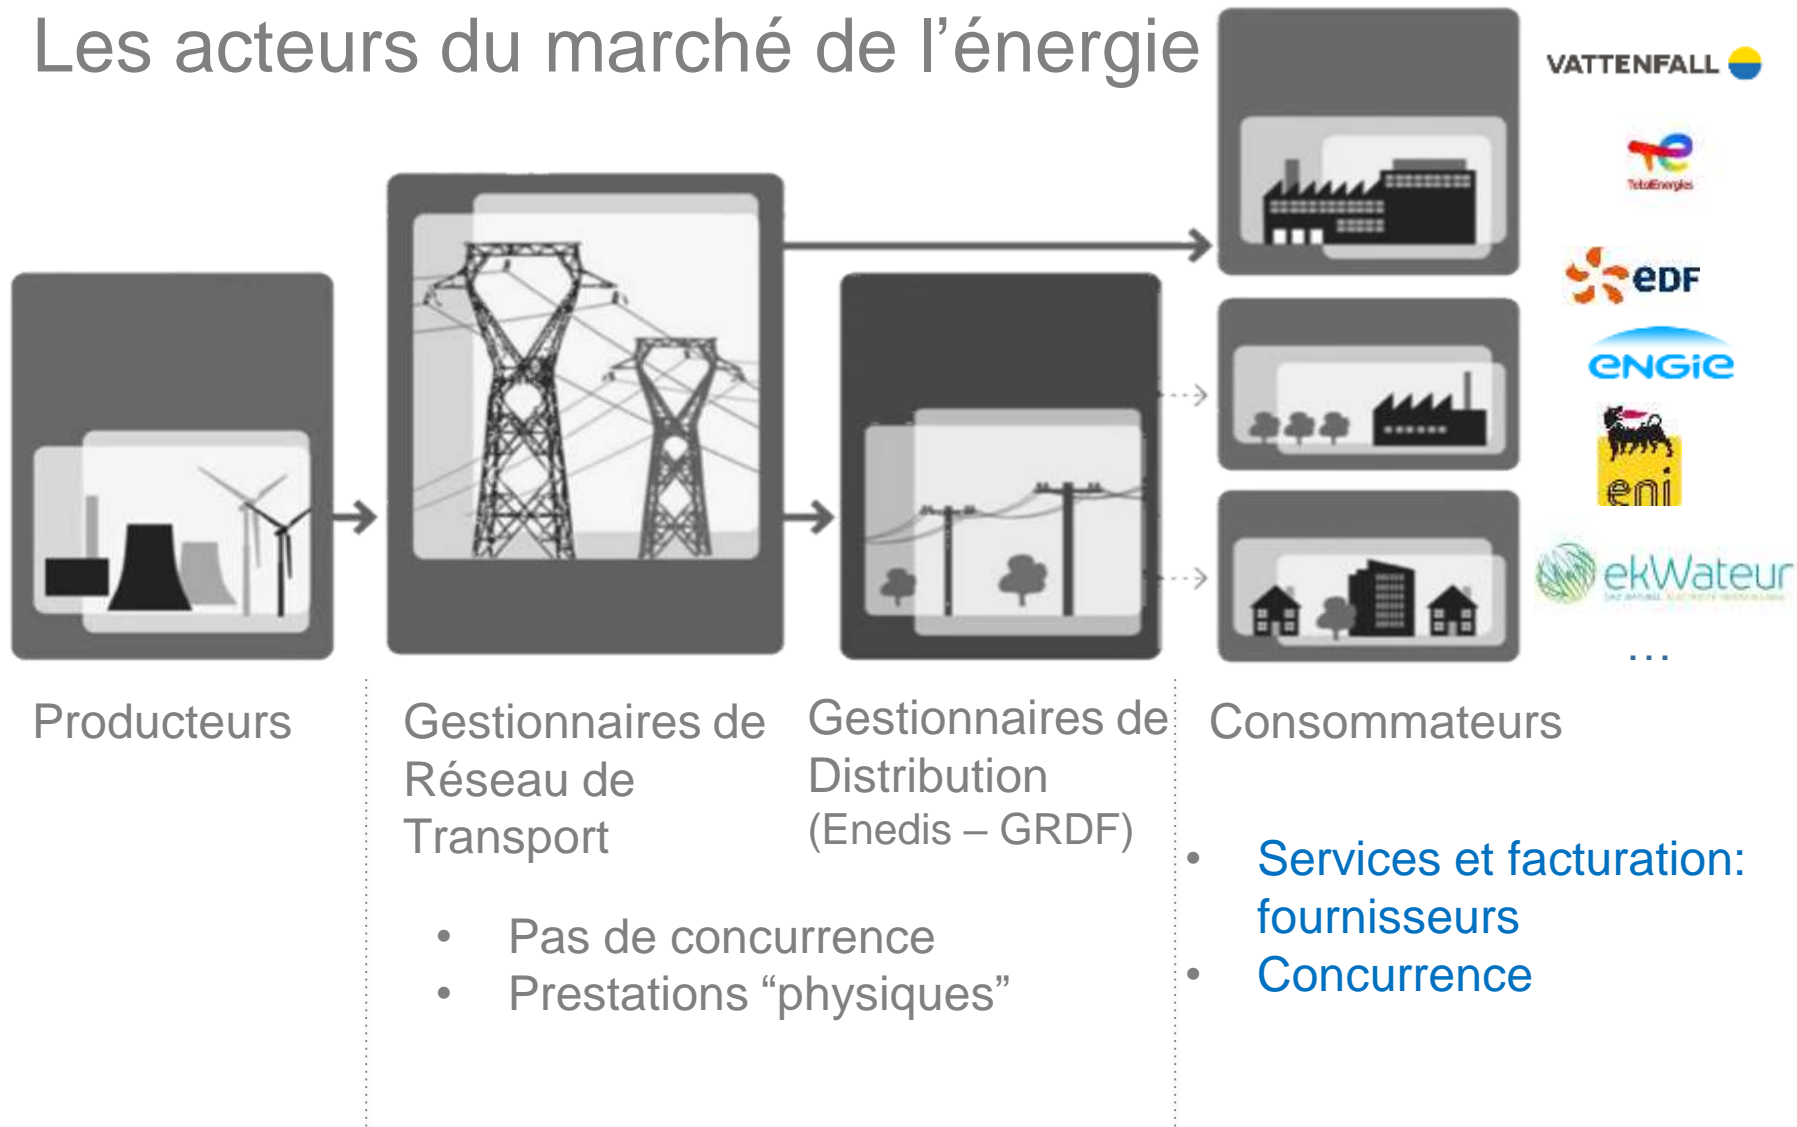 Les acteurs du marché de l’énergie
VATTENFALL
TotalEnergies
eDF
eNGie
eni
ekWateur
...
Producteurs
Gestionnaires de
Réseau de
Transport
Gestionnaires de
Distribution
(Enedis – GRDF)
Consommateurs
• Pas de concurrence
• Prestations “physiques”
• Services et facturation:
fournisseurs
• Concurrence